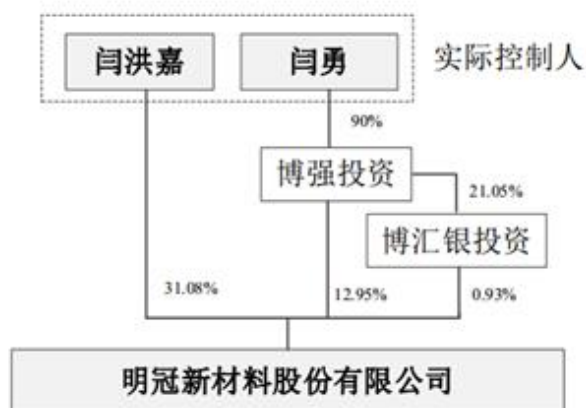 闫洪嘉
闫勇
实际控制人
90%
博强投资
21.05%
博汇银投资
31.08%
12.95%
0.93%
明冠新材料股份有限公司